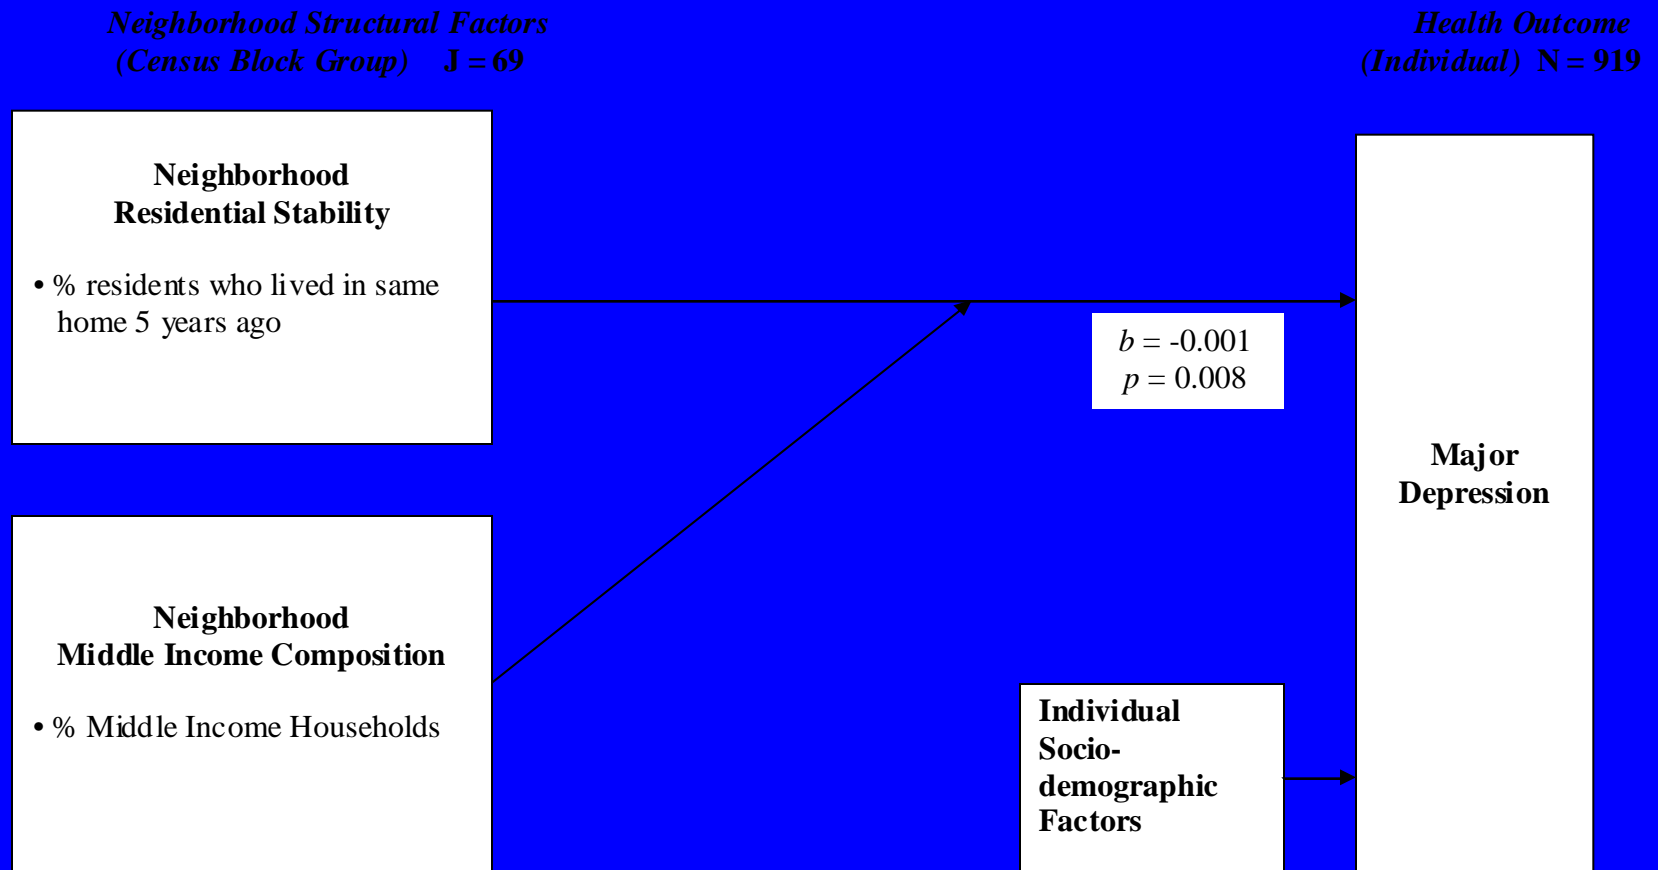 Neighborhood Structural Factors
(Census Block Group) J = 69
Health Outcome
(Individual) N = 919
Neighborhood
Residential Stability
• % residents who lived in same
home 5 years ago
b = -0.001
p = 0.008
Major
Depression
Neighborhood
Middle Income Composition
• % Middle Income Households
Individual
Socio-
demographic
Factors